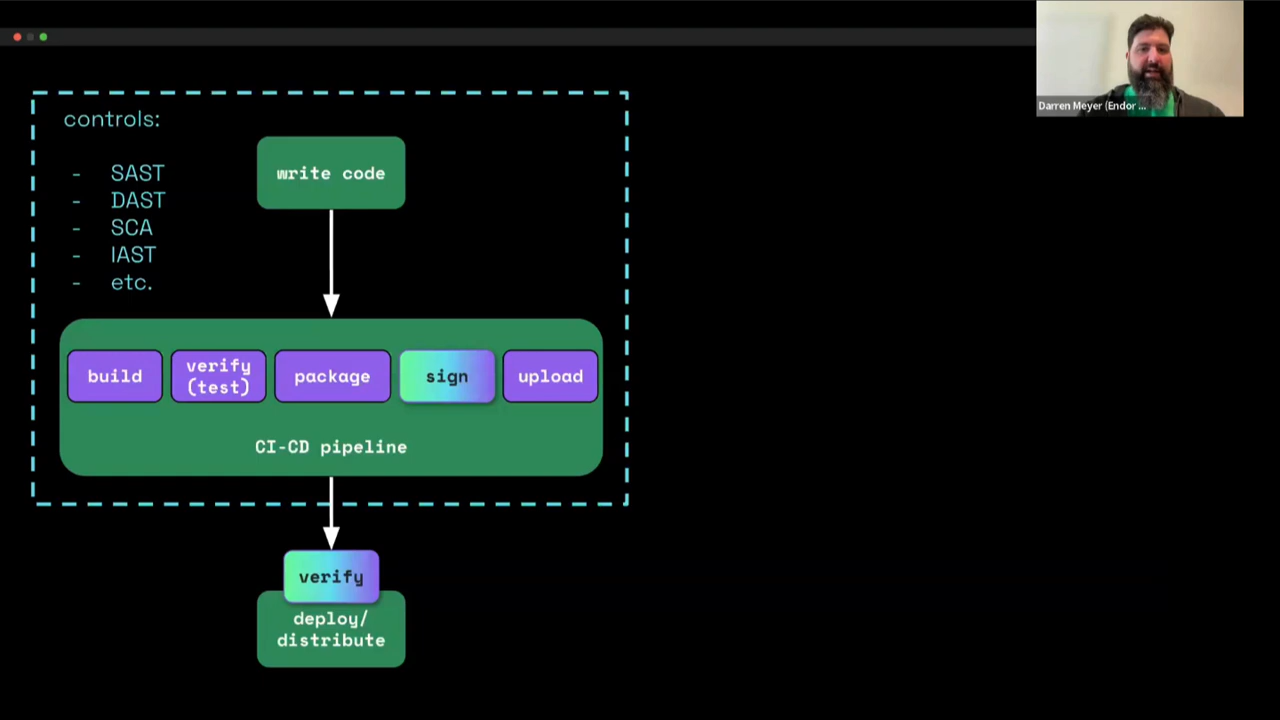 Darren Meyer (Endor ...
controls:
- SAST
- DAST
- SCA
- IAST
- etc.
write code
build
verify
(test)
package
sign
upload
CI-CD pipeline
verify
deploy/
distribute